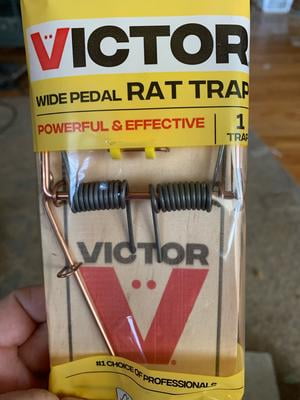 VICTOR
WIDE PEDAL RAT TRAP
POWERFUL & EFFECTIVE 1
TRAP
VICTOR
#1 CHOICE OF PROFESSIONALS